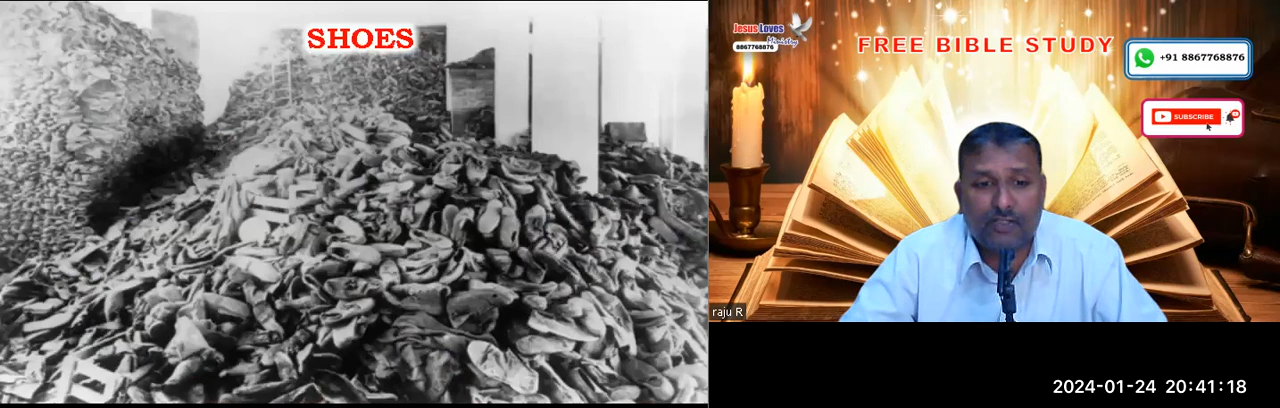 SHOES
Jesus Loves
Ministry
8867768876
FREE BIBLE STUDY
+91 8867768876
SUBSCRIBE
raju R
2024-01-24 20:41:18